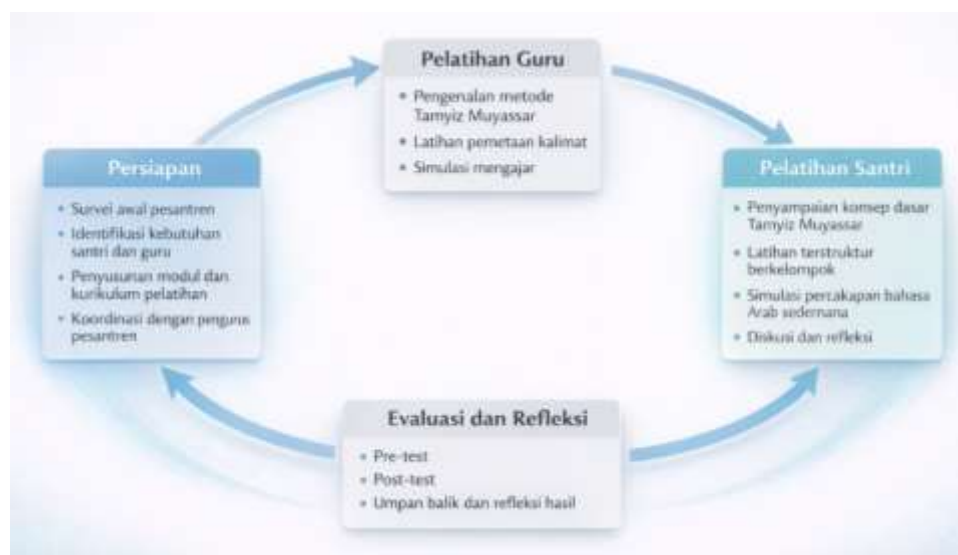 Pelatihan Guru
• Pengenalan metode
Tamyiz Muyassar
• Latihan pemetaan kalimat
• Simulasi mengajar
Persiapan
• Survei awal pesantren
• Identifikasi kebutuhan
santri dan guru
• Penyusunan modul dan
kurikulum pelatihan
• Koordinasi dengan pengurus
pesantren
Pelatihan Santri
• Penyampaian konsep dasar
Tamyiz Muyassar
• Latihan terstruktur
berkelompok
• Simulasi percakapan bahasa
Arab sederhana
• Diskusi dan refleksi
Evaluasi dan Refleksi
• Pre-test
• Post-test
• Umpan balik dan refleksi hasil